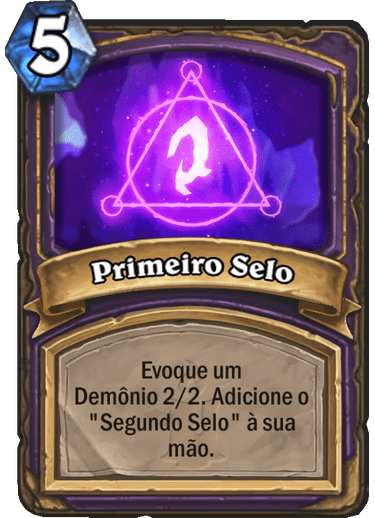 5
Primeiro Selo
Evoque um
Demônio 2/2. Adicione o
"Segundo Selo" à sua
mão.